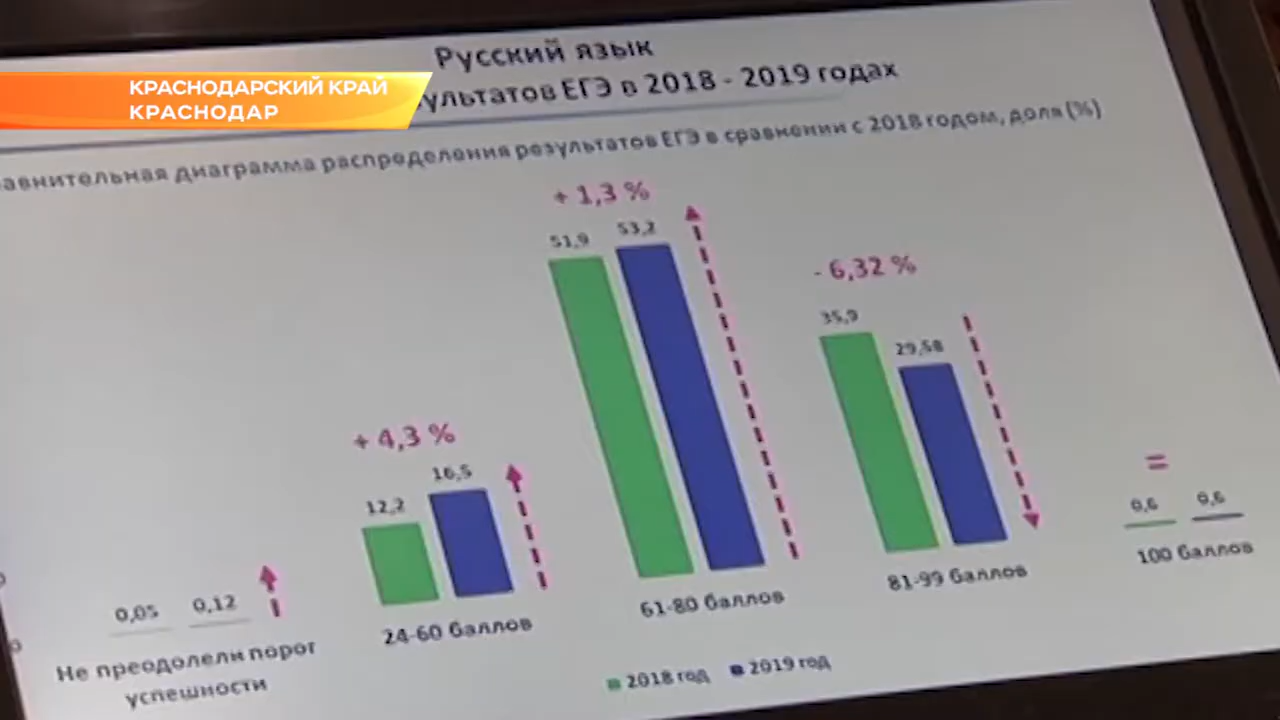 Русский язык
КРАСНОДАРСКИЙ КРАЙ
КРАСНОДАР
ЕГЭ в 2018 - 2019 годах
диаграмма распределения результатов ЕГЭ в сравнении с 2018 годом, доля (%)
+ 1,3 %
51,9 53,2
- 6,32 %
35,9 29,58
+ 4,3 %
12,2 16,5
=
0,6 0,6
0,05 0,12
Не преодолели порог
успешности
24-60 баллов
61-80 баллов
81-99 баллов
100 баллов
2018 год 2019 год